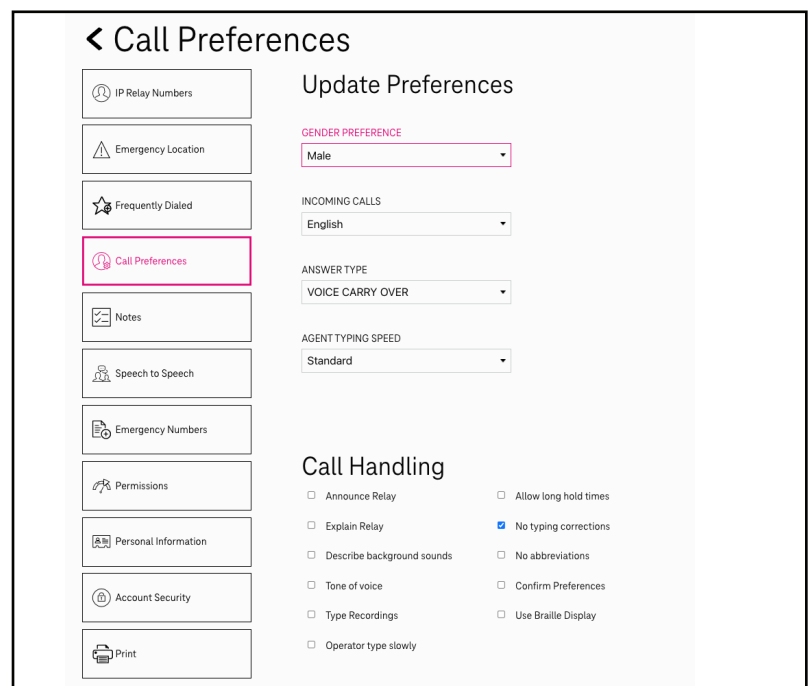 Call Preferences
IP Relay Numbers
Emergency Location
Frequently Dialed
Call Preferences
Notes
Speech to Speech
Emergency Numbers
Permissions
Personal Information
Account Security
Print
Update Preferences
GENDER PREFERENCE
Male
INCOMING CALLS
English
ANSWER TYPE
VOICE CARRY OVER
AGENT TYPING SPEED
Standard
Call Handling
Announce Relay
Explain Relay
Describe background sounds
Tone of voice
Type Recordings
Operator type slowly
Allow long hold times
No typing corrections
No abbreviations
Confirm Preferences
Use Braille Display